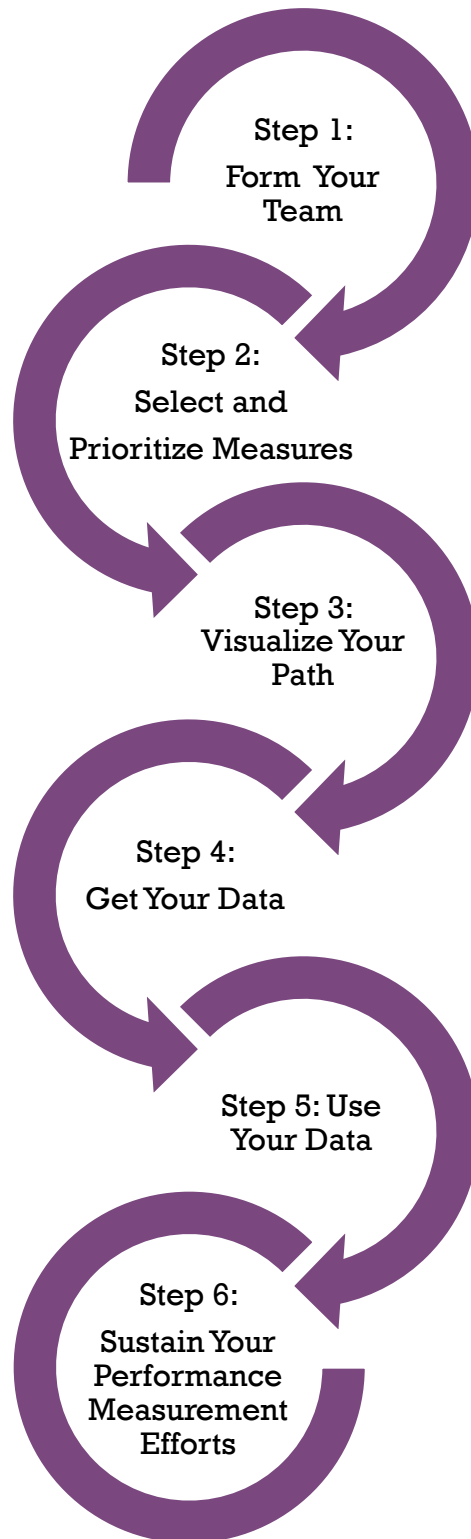 Step 1:
Form Your
Team
Step 2:
Select and
Prioritize Measures
Step 3:
Visualize Your
Path
Step 4:
Get Your Data
Step 5: Use
Your Data
Step 6:
Sustain Your
Performance
Measurement
Efforts